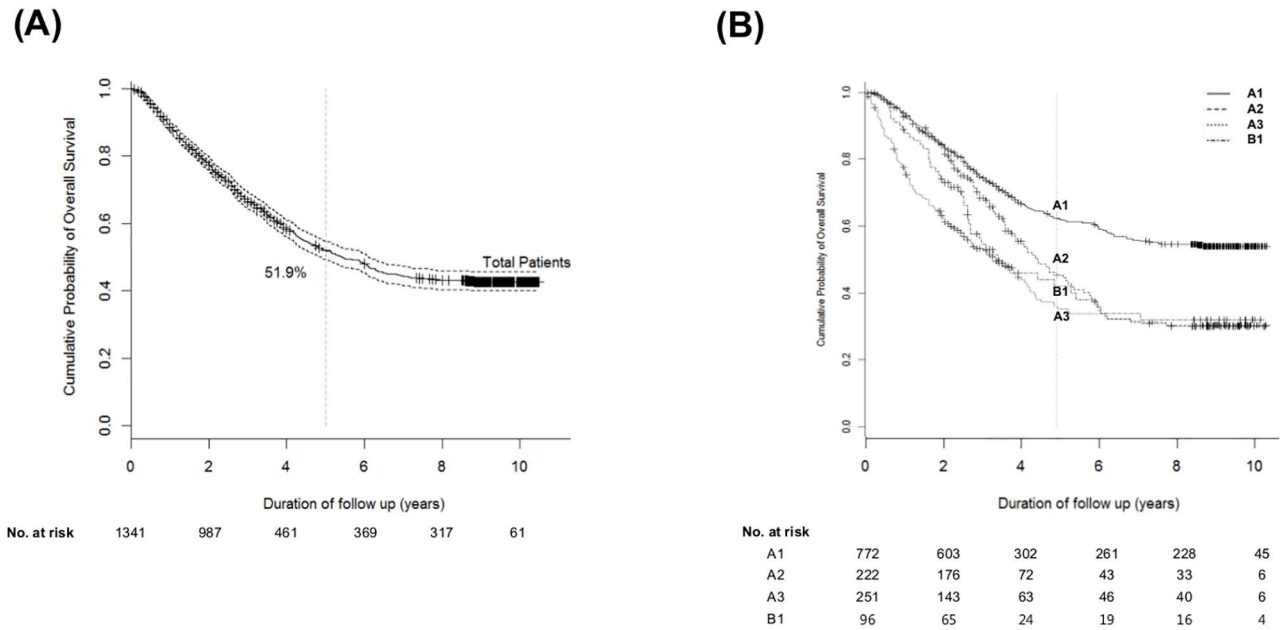 (A)
Cumulative Probability of Overall Survival
1.0
0.8
0.6
0.4
0.2
0.0
51.9%
Total Patients
0 2 4 6 8 10
Duration of follow up (years)
No. at risk 1341 987 461 369 317 61
(B)
Cumulative Probability of Overall Survival
1.0
0.8
0.6
0.4
0.2
0.0
A1
A2
A3
B1
A1
A2
B1
A3
0 2 4 6 8 10
Duration of follow up (years)
No. at risk
A1 772 603 302 261 228 45
A2 222 176 72 43 33 6
A3 251 143 63 46 40 6
B1 96 65 24 19 16 4